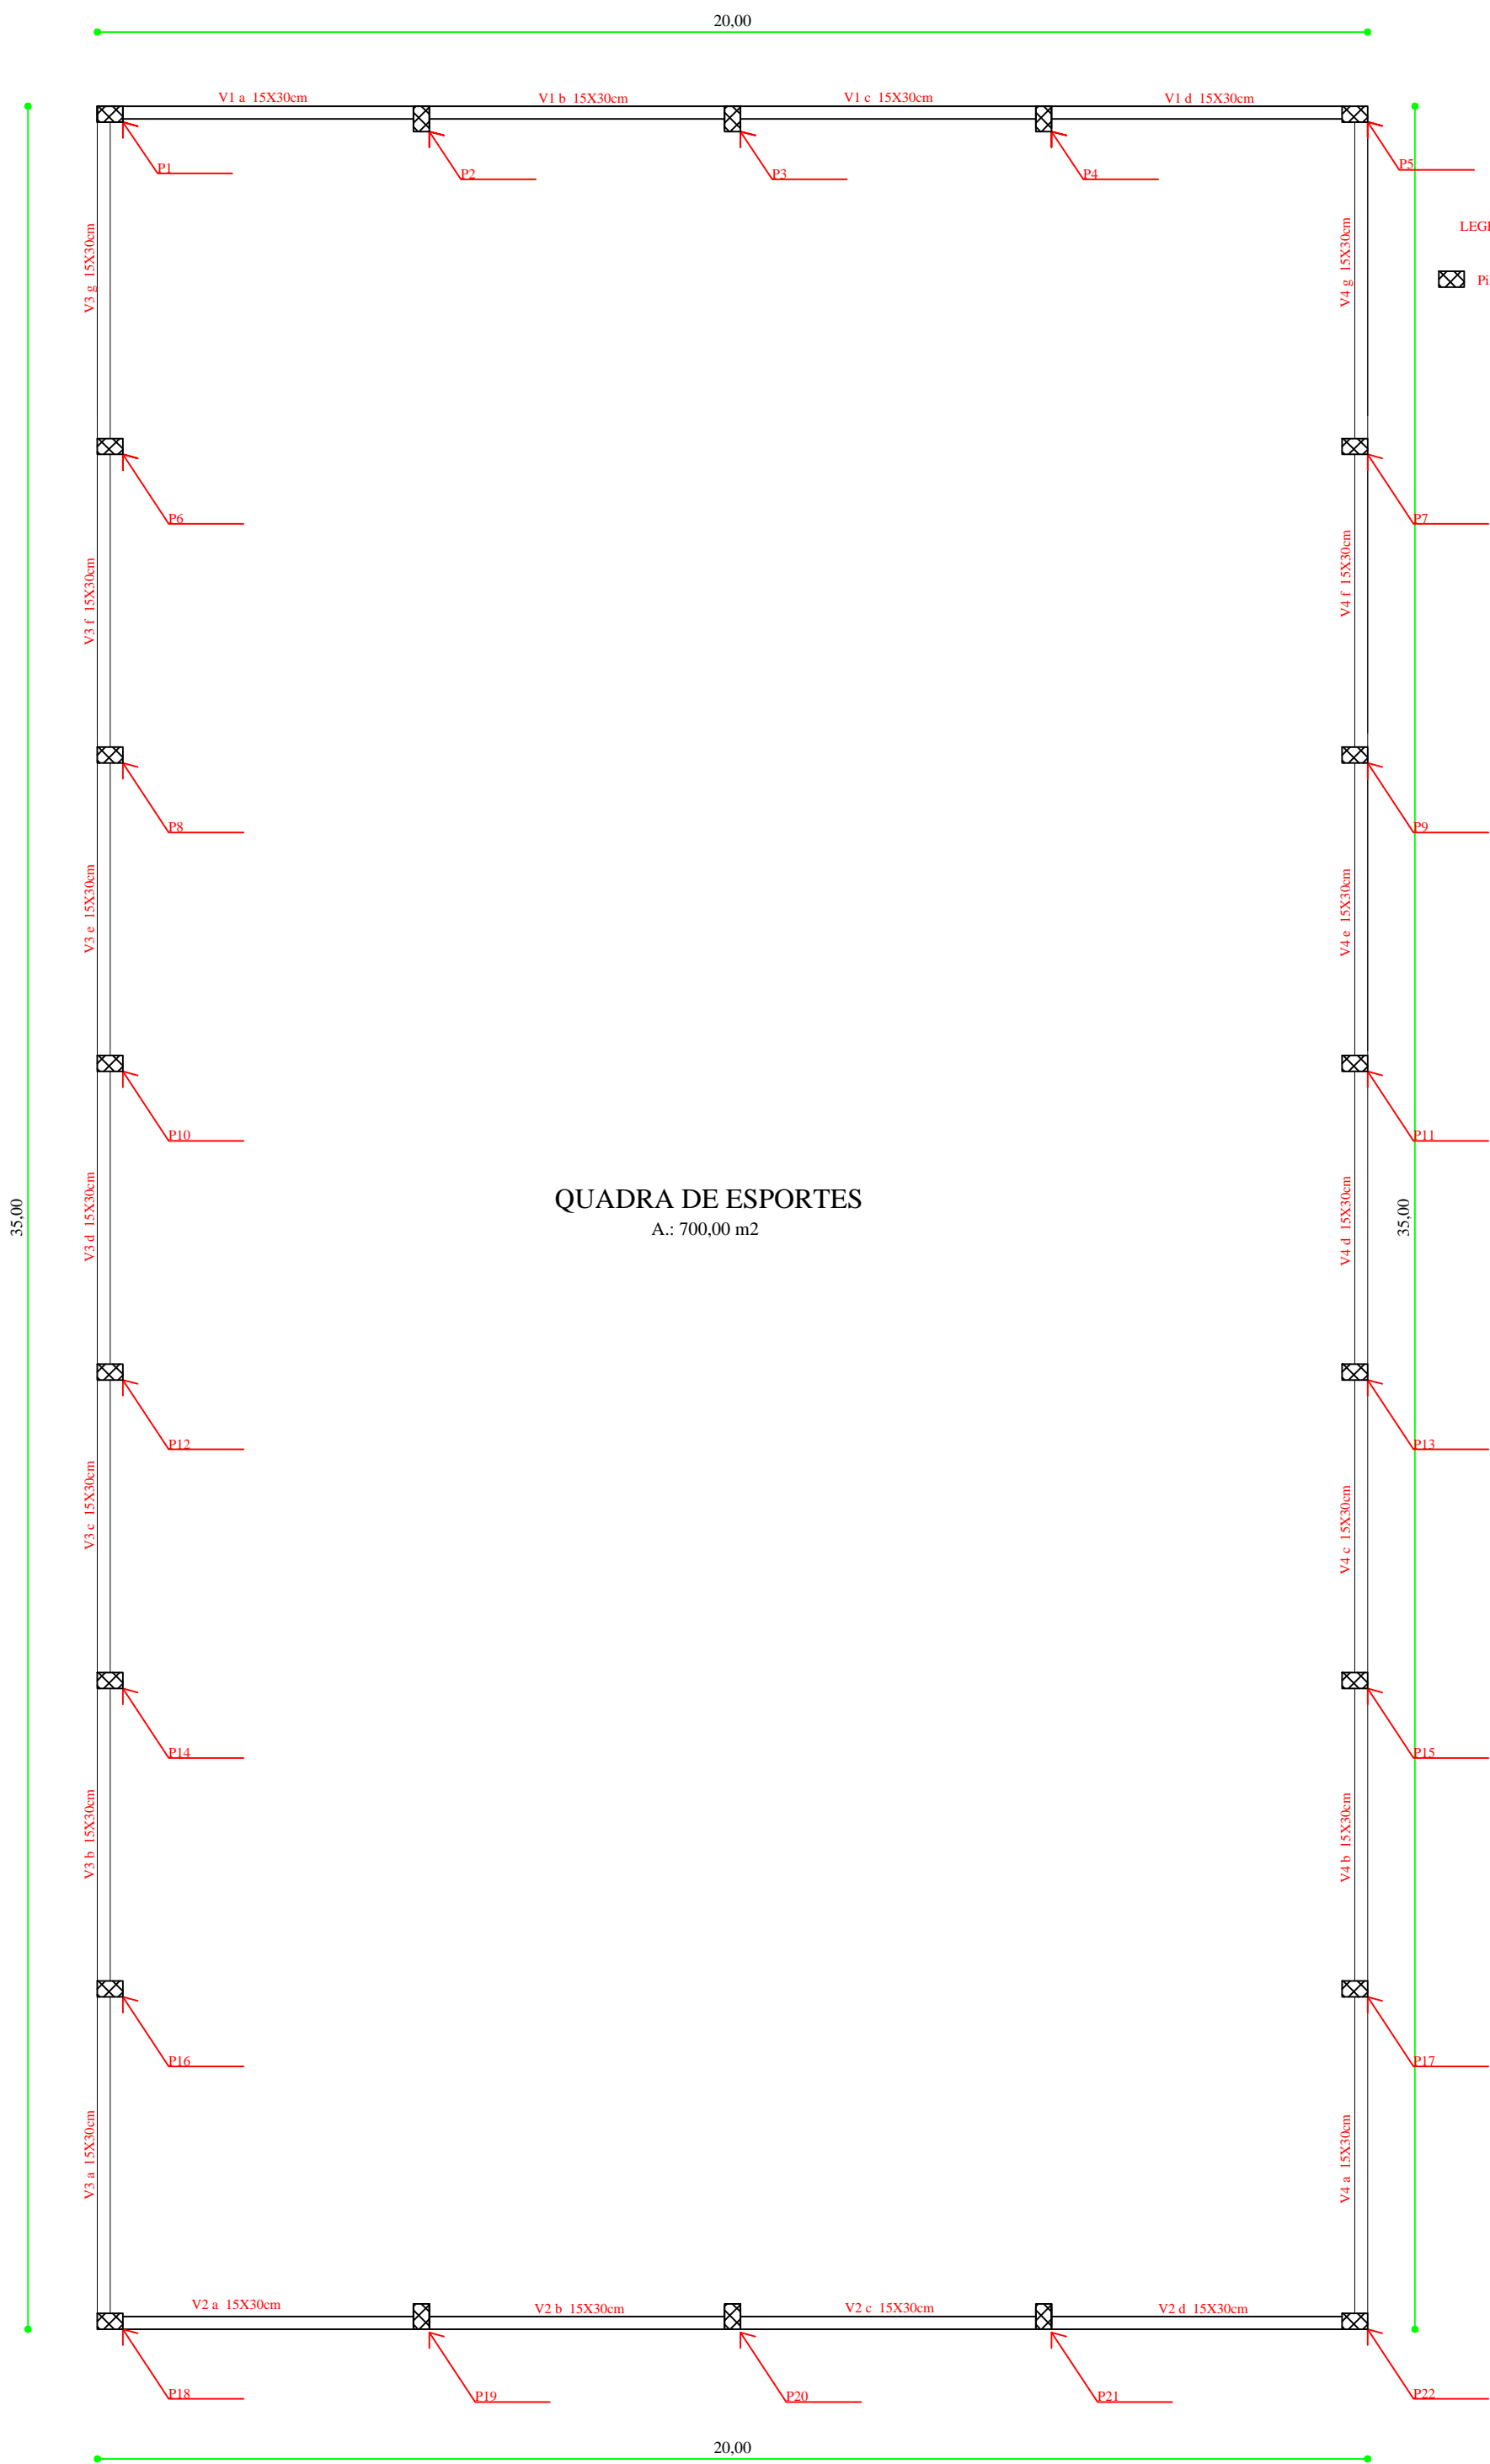 20,00
V1 a 15X30cm
V1 b 15X30cm
V1 c 15X30cm
V1 d 15X30cm
P1
P2
P3
P4
P5
LEG
V3 g 15X30cm
V4 g 15X30cm
Pi
P6
P7
V3 f 15X30cm
V4 f 15X30cm
P8
P9
V3 e 15X30cm
V4 e 15X30cm
P10
P11
QUADRA DE ESPORTES
A.: 700,00 m2
35,00
V3 d 15X30cm
V4 d 15X30cm
35,00
P12
P13
V3 c 15X30cm
V4 c 15X30cm
P14
P15
V3 b 15X30cm
V4 b 15X30cm
P16
P17
V3 a 15X30cm
V4 a 15X30cm
V2 a 15X30cm
V2 b 15X30cm
V2 c 15X30cm
V2 d 15X30cm
P18
P19
P20
P21
P22
20,00